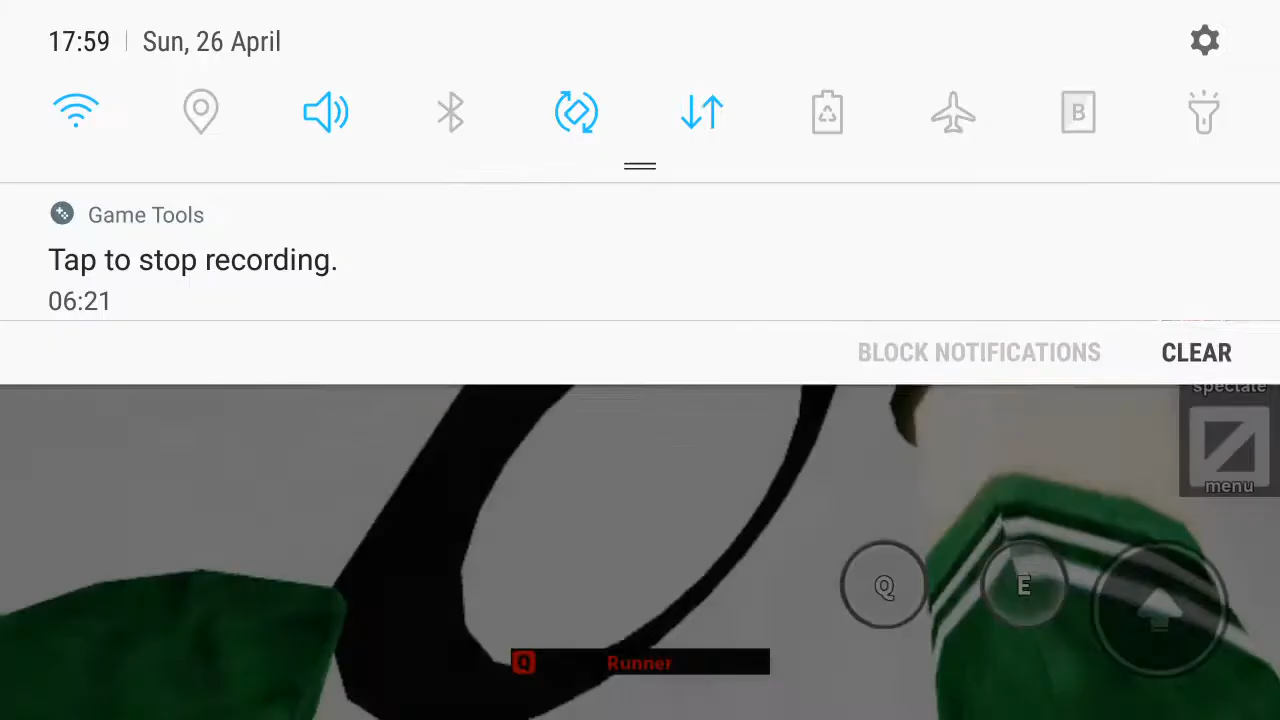 17:59 Sun, 26 April
B
Game Tools
Tap to stop recording.
06:21
BLOCK NOTIFICATIONS CLEAR
spectate
menu
Q E
Q Runner